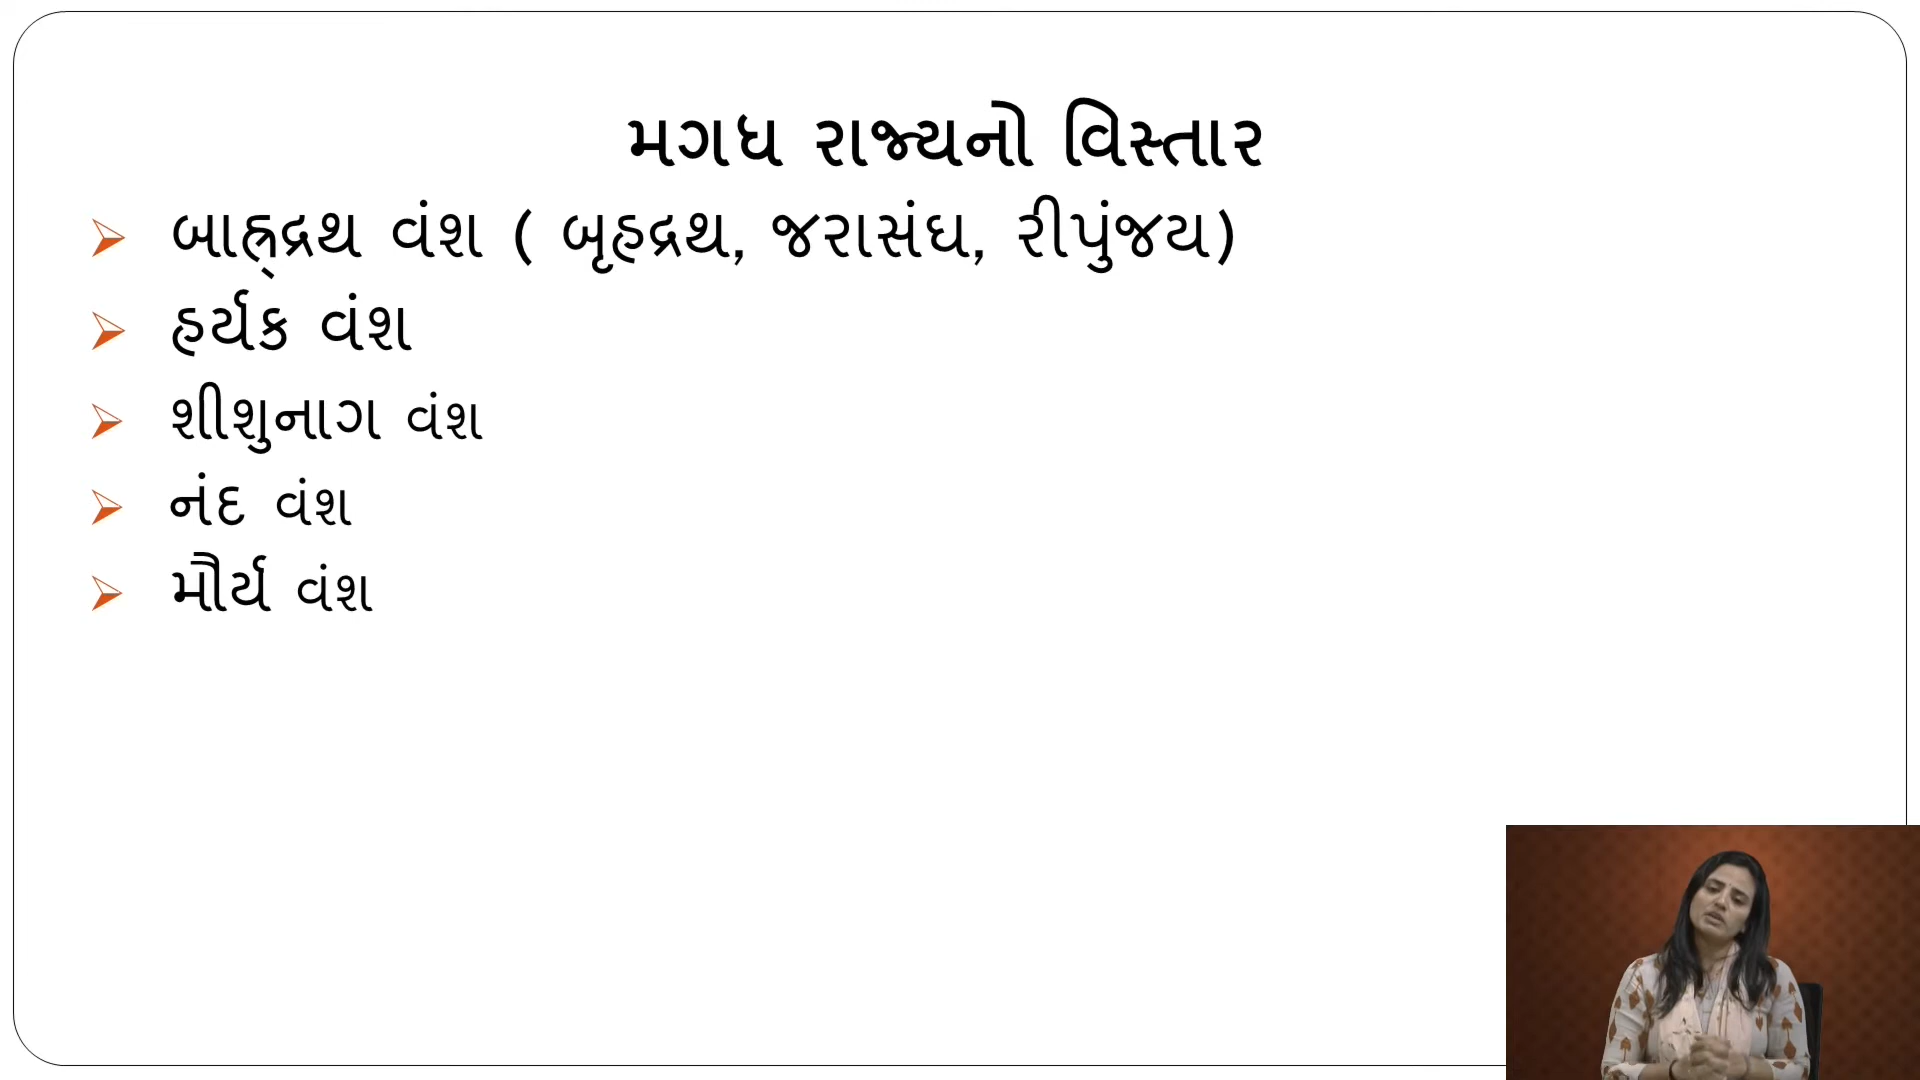 મગધ રાજ્યનો વિસ્તાર
બાહ્ર્દ્રથ વંશ ( બૃહદ્રથ, જરાસંઘ, રીપુંજય)
હર્યક વંશ
શીશુનાગ વંશ
નંદ વંશ
મૌર્ય વંશ